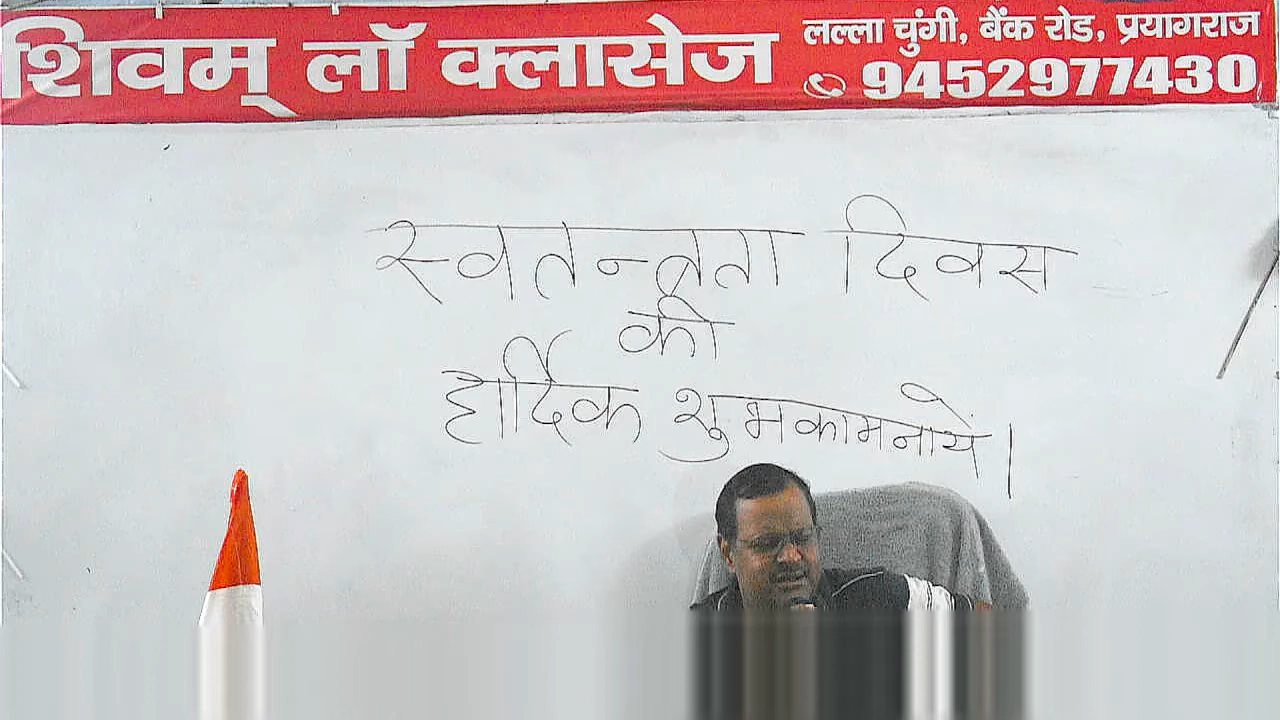 शिवम् लॉ क्लासेज
लल्ला चुंगी, बैंक रोड, प्रयागराज
9452977430
स्वतन्त्रता दिवस
की
हार्दिक शुभकामनायें।